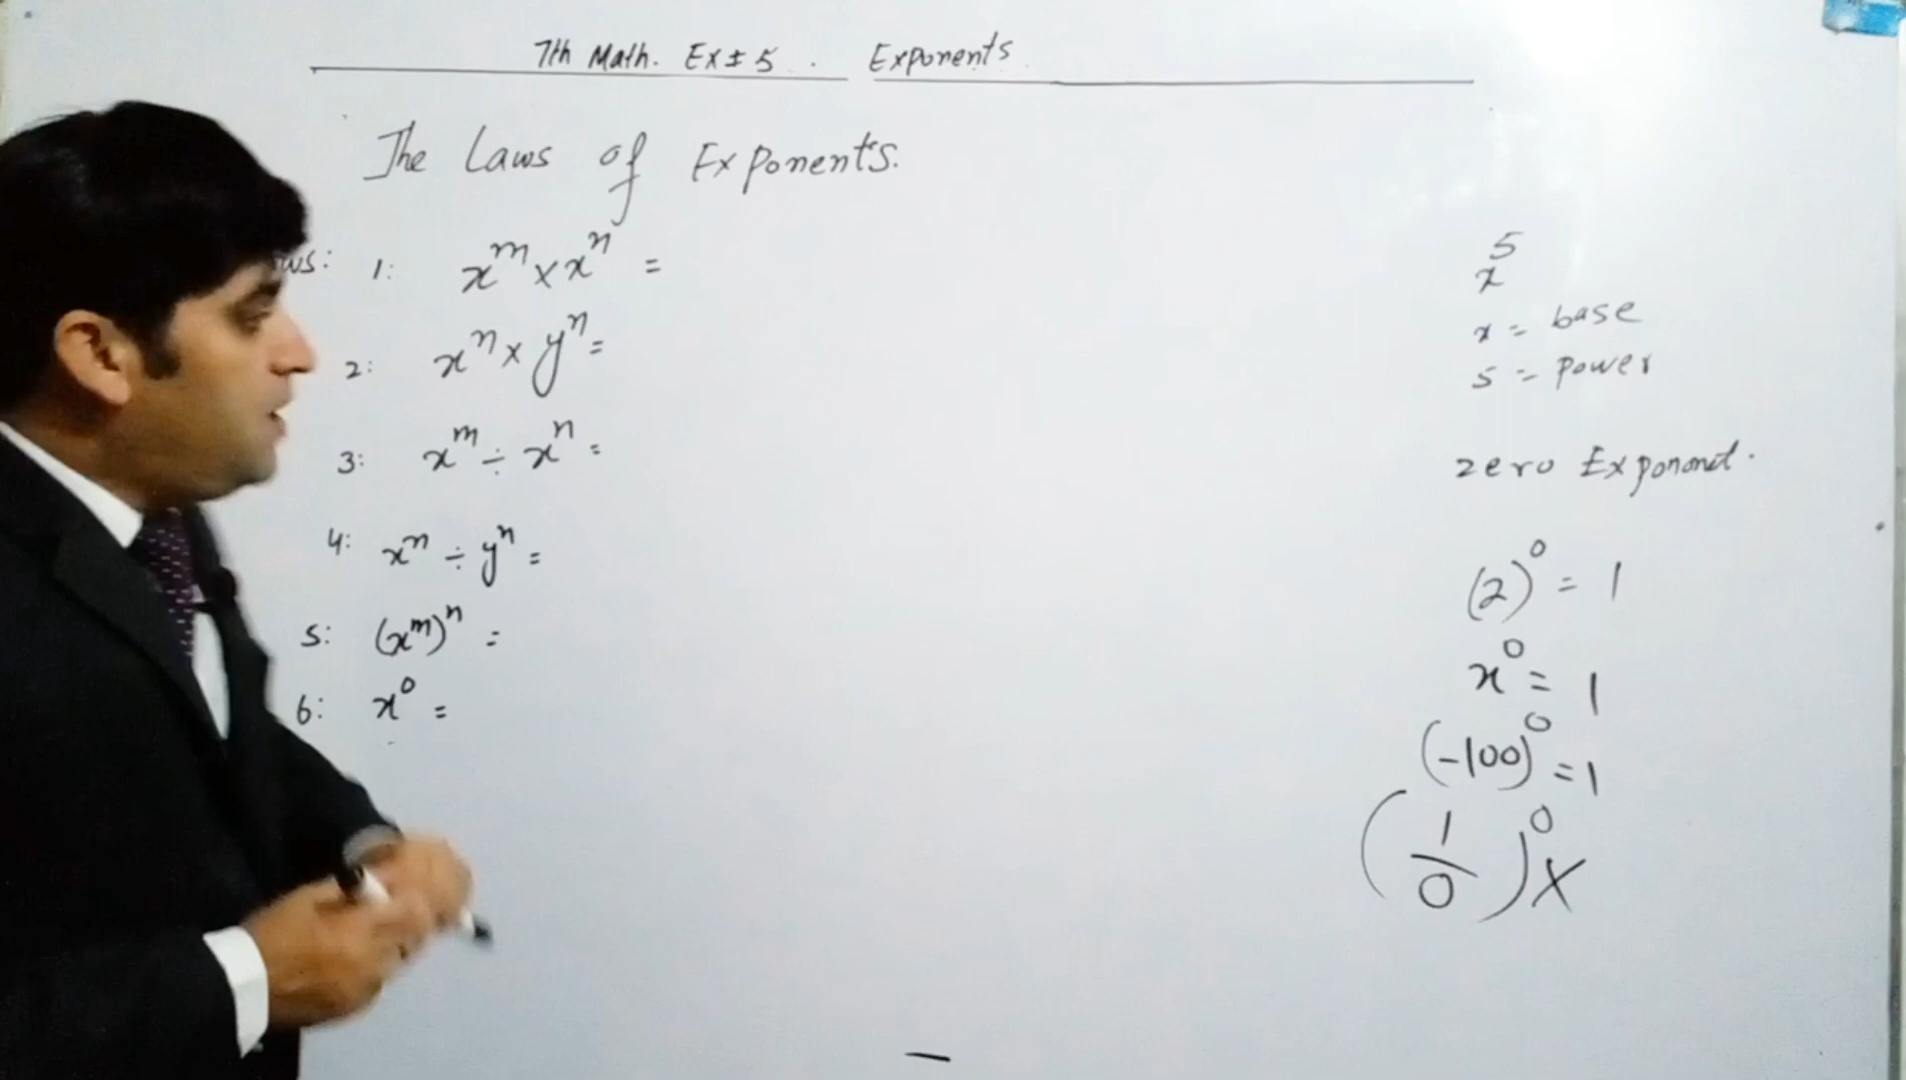 7th Math. Ex # 5 . Exponents
The Laws of Exponents.
1: x^m × x^n =
2: x^n × y^n =
3: x^m ÷ x^n =
4: x^n ÷ y^n =
5: (x^m)^n =
6: x^0 =
x^5
x = base
5 = Power
zero Exponent.
(2)^0 = 1
x^0 = 1
(-100)^0 = 1
(1/0)^0 X